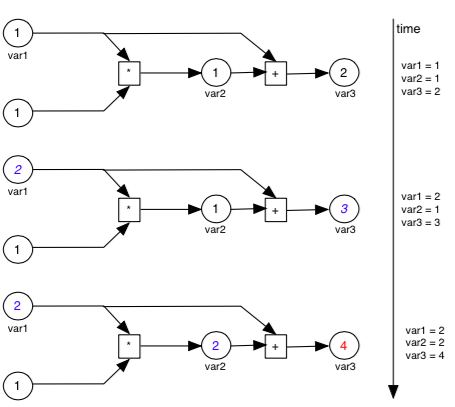 1
time
var1
var1 = 1
* 1 + 2
var2 = 1
var2 var3
var3 = 2
1
2
var1
var1 = 2
* 1 + 3
var2 = 1
var2 var3
var3 = 3
1
2
var1
var1 = 2
* 2 + 4
var2 = 2
var2 var3
var3 = 4
1